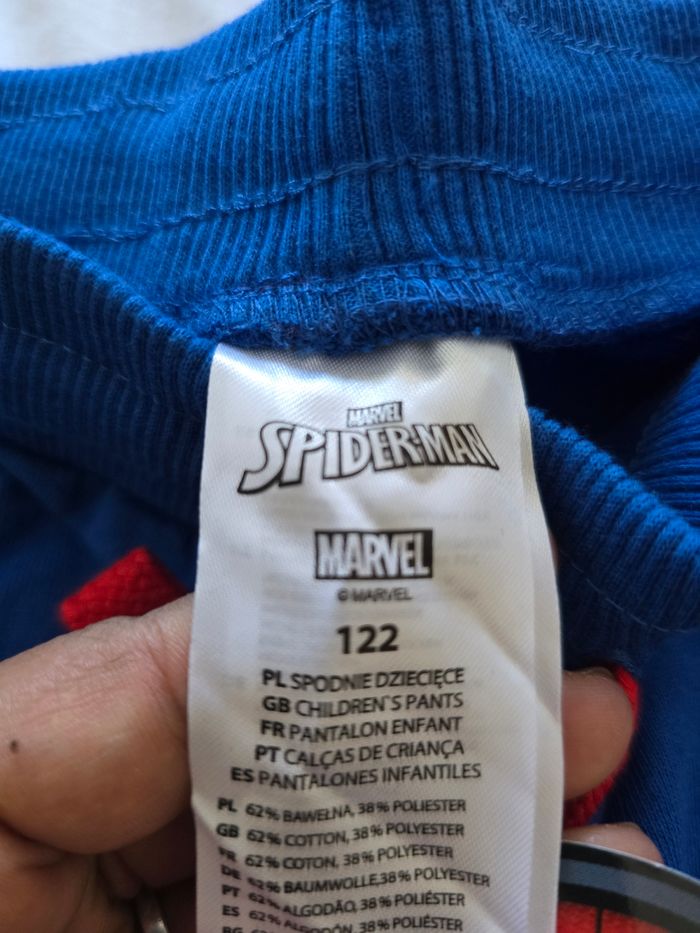 MARVEL
SPIDER-MAN
MARVEL
© MARVEL
122
PL SPODNIE DZIECIĘCE
GB CHILDREN`S PANTS
FR PANTALON ENFANT
PT CALÇAS DE CRIANÇA
ES PANTALONES INFANTILES
PL 62% BAWEŁNA, 38% POLIESTER
GB 62% COTTON, 38% POLYESTER
FR 62% COTON, 38% POLYESTER
DE 62% BAUMWOLLE,38% POLYESTER
PT 62% ALGODÃO, 38% POLIÉSTER
ES 62% ALGODÓN, 38% POLIÉSTER
BG